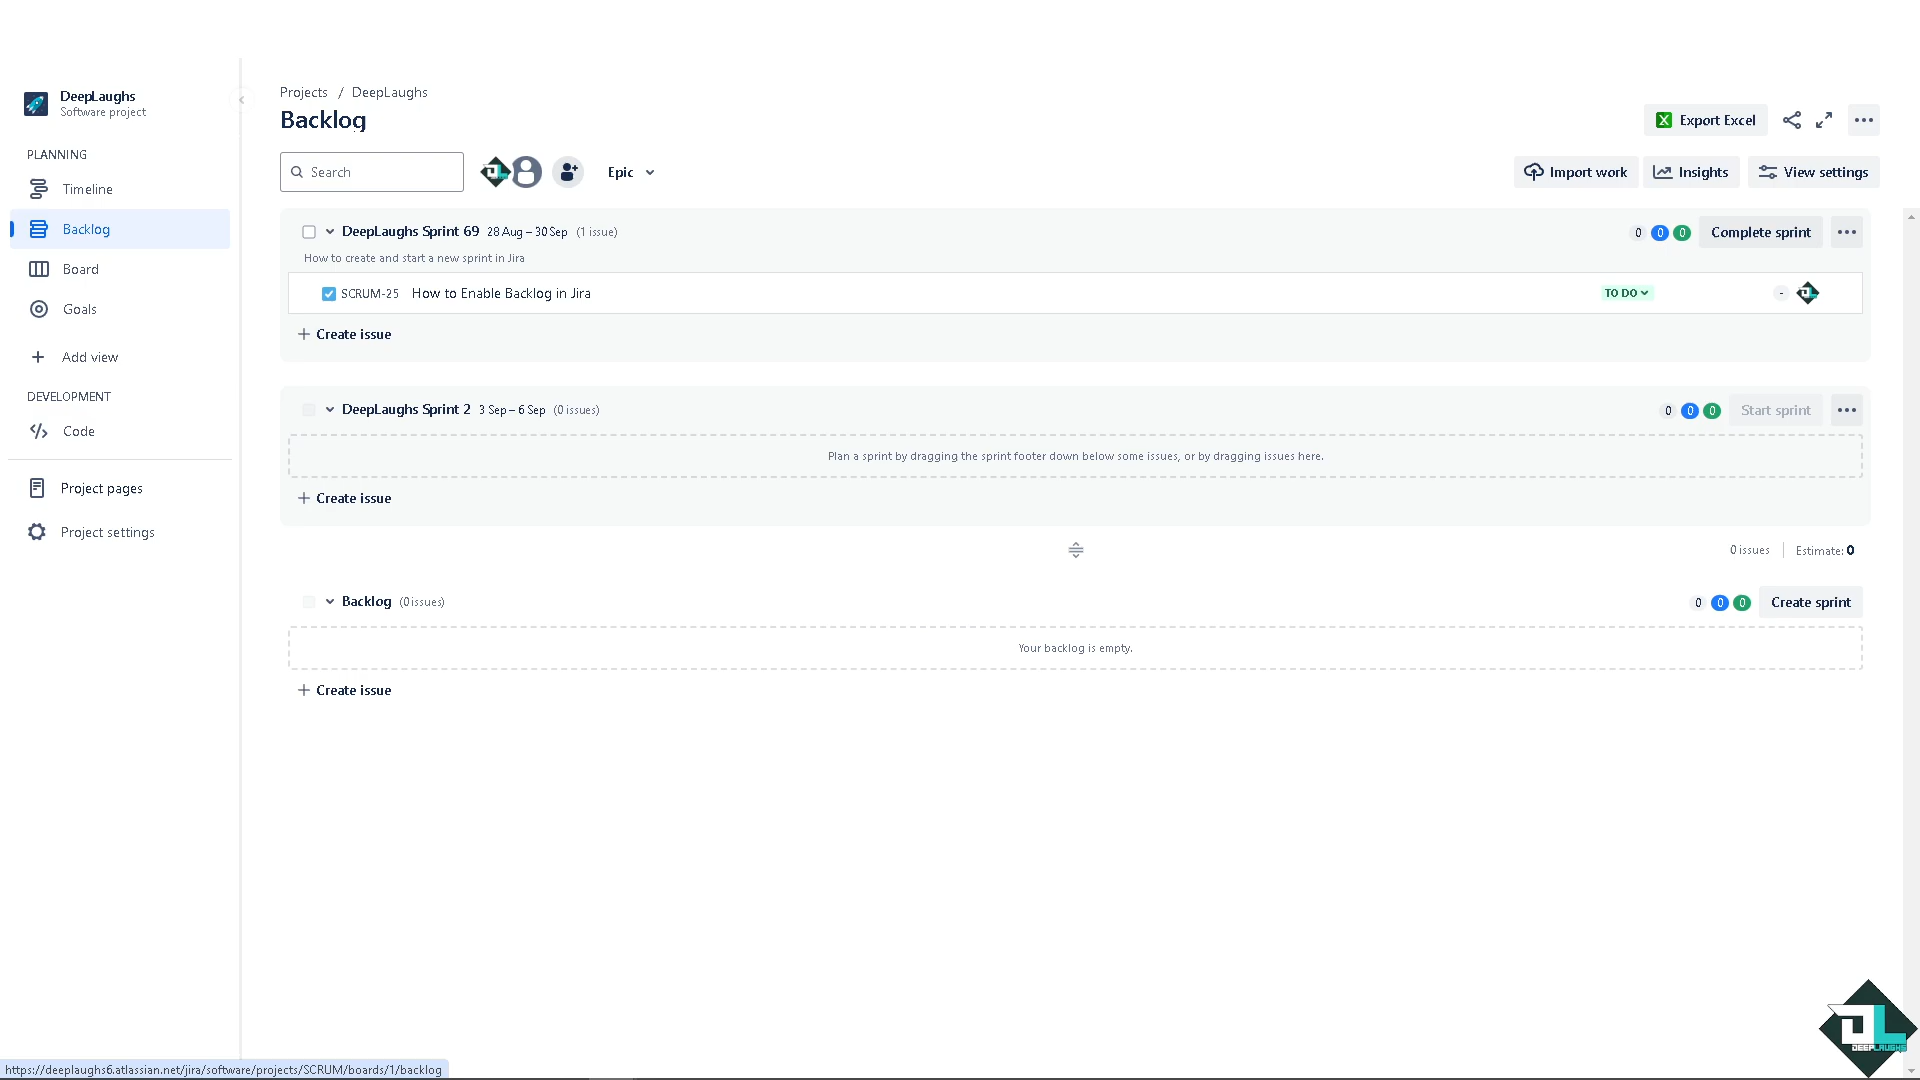 DeepLaughs
Software project
PLANNING
Timeline
Backlog
Board
Goals
Add view
DEVELOPMENT
Code
Project pages
Project settings
Projects / DeepLaughs
Backlog
Export Excel
Search
Epic
Import work
Insights
View settings
DeepLaughs Sprint 69 28 Aug – 30 Sep (1 issue)
0 0 0 Complete sprint
How to create and start a new sprint in Jira
SCRUM-25 How to Enable Backlog in Jira
TO DO -
Create issue
DeepLaughs Sprint 2 3 Sep – 6 Sep (0 issues)
0 0 0 Start sprint
Plan a sprint by dragging the sprint footer down below some issues, or by dragging issues here.
Create issue
0 issues Estimate: 0
Backlog (0 issues)
0 0 0 Create sprint
Your backlog is empty.
Create issue
DEEPLAUGHS
https://deeplaughs6.atlassian.net/jira/software/projects/SCRUM/boards/1/backlog